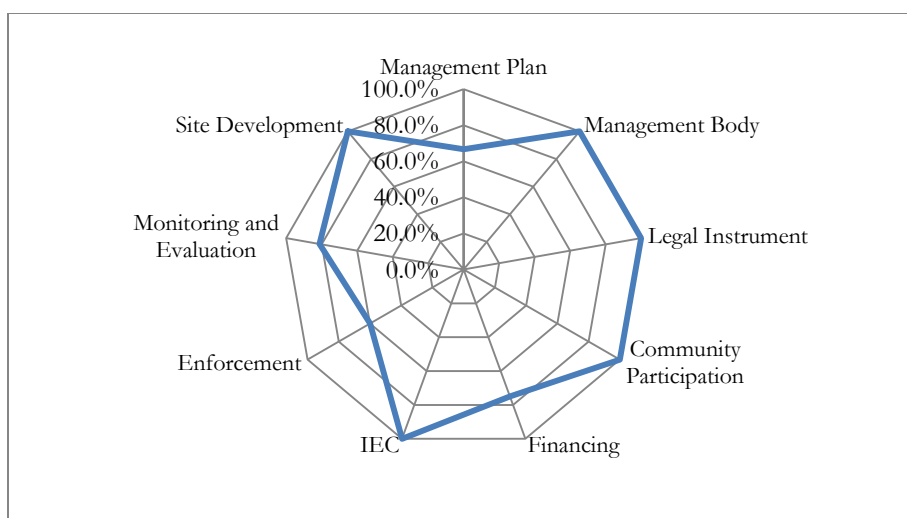 Management Plan
100.0%
80.0%
60.0%
40.0%
20.0%
0.0%
Management Body
Legal Instrument
Community
Participation
Financing
IEC
Enforcement
Monitoring and
Evaluation
Site Development